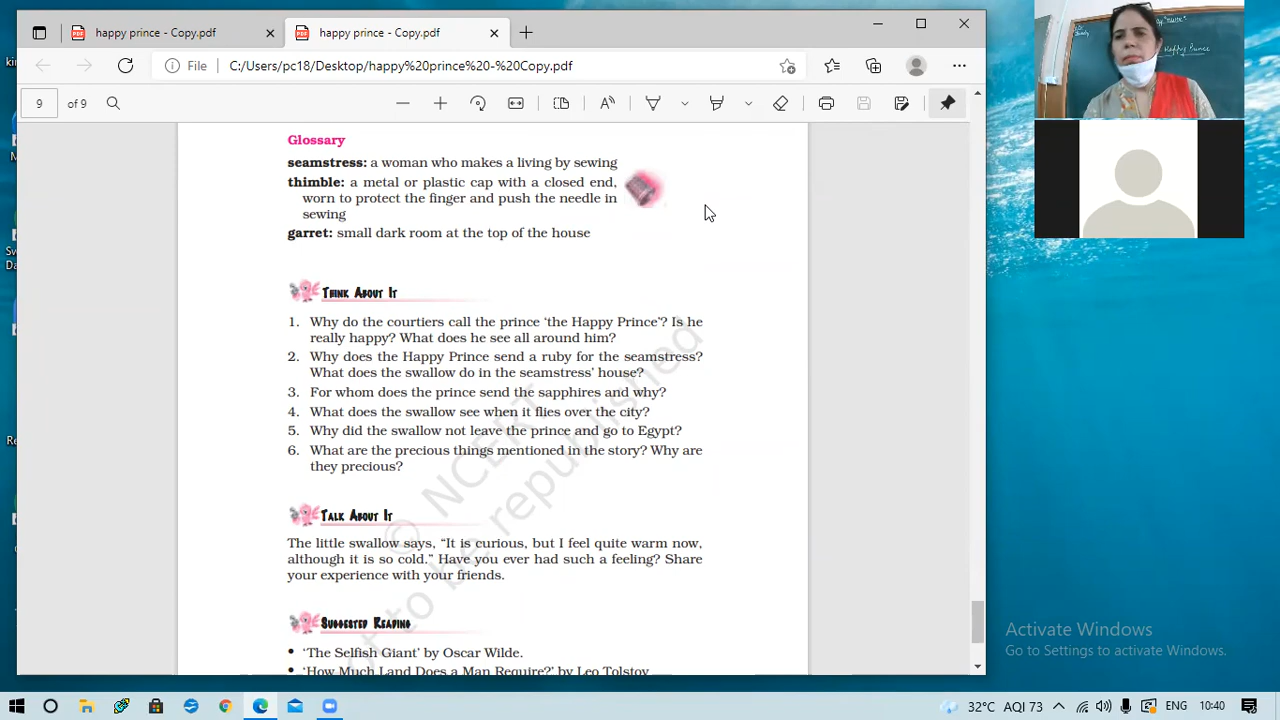 happy prince - Copy.pdf
happy prince - Copy.pdf
File
C:/Users/pc18/Desktop/happy%20prince%20-%20Copy.pdf
9 of 9
Glossary
seamstress: a woman who makes a living by sewing
thimble: a metal or plastic cap with a closed end,
worn to protect the finger and push the needle in
sewing
garret: small dark room at the top of the house
Think About It
1. Why do the courtiers call the prince ‘the Happy Prince’? Is he
really happy? What does he see all around him?
2. Why does the Happy Prince send a ruby for the seamstress?
What does the swallow do in the seamstress’ house?
3. For whom does the prince send the sapphires and why?
4. What does the swallow see when it flies over the city?
5. Why did the swallow not leave the prince and go to Egypt?
6. What are the precious things mentioned in the story? Why are
they precious?
Talk About It
The little swallow says, “It is curious, but I feel quite warm now,
although it is so cold.” Have you ever had such a feeling? Share
your experience with your friends.
Suggested Reading
• ‘The Selfish Giant’ by Oscar Wilde.
• ‘How Much Land Does a Man Require?’ by Leo Tolstoy
© NCERT
not to be republished
Happy Prince
Activate Windows
Go to Settings to activate Windows.
32°C AQI 73
ENG
10:40